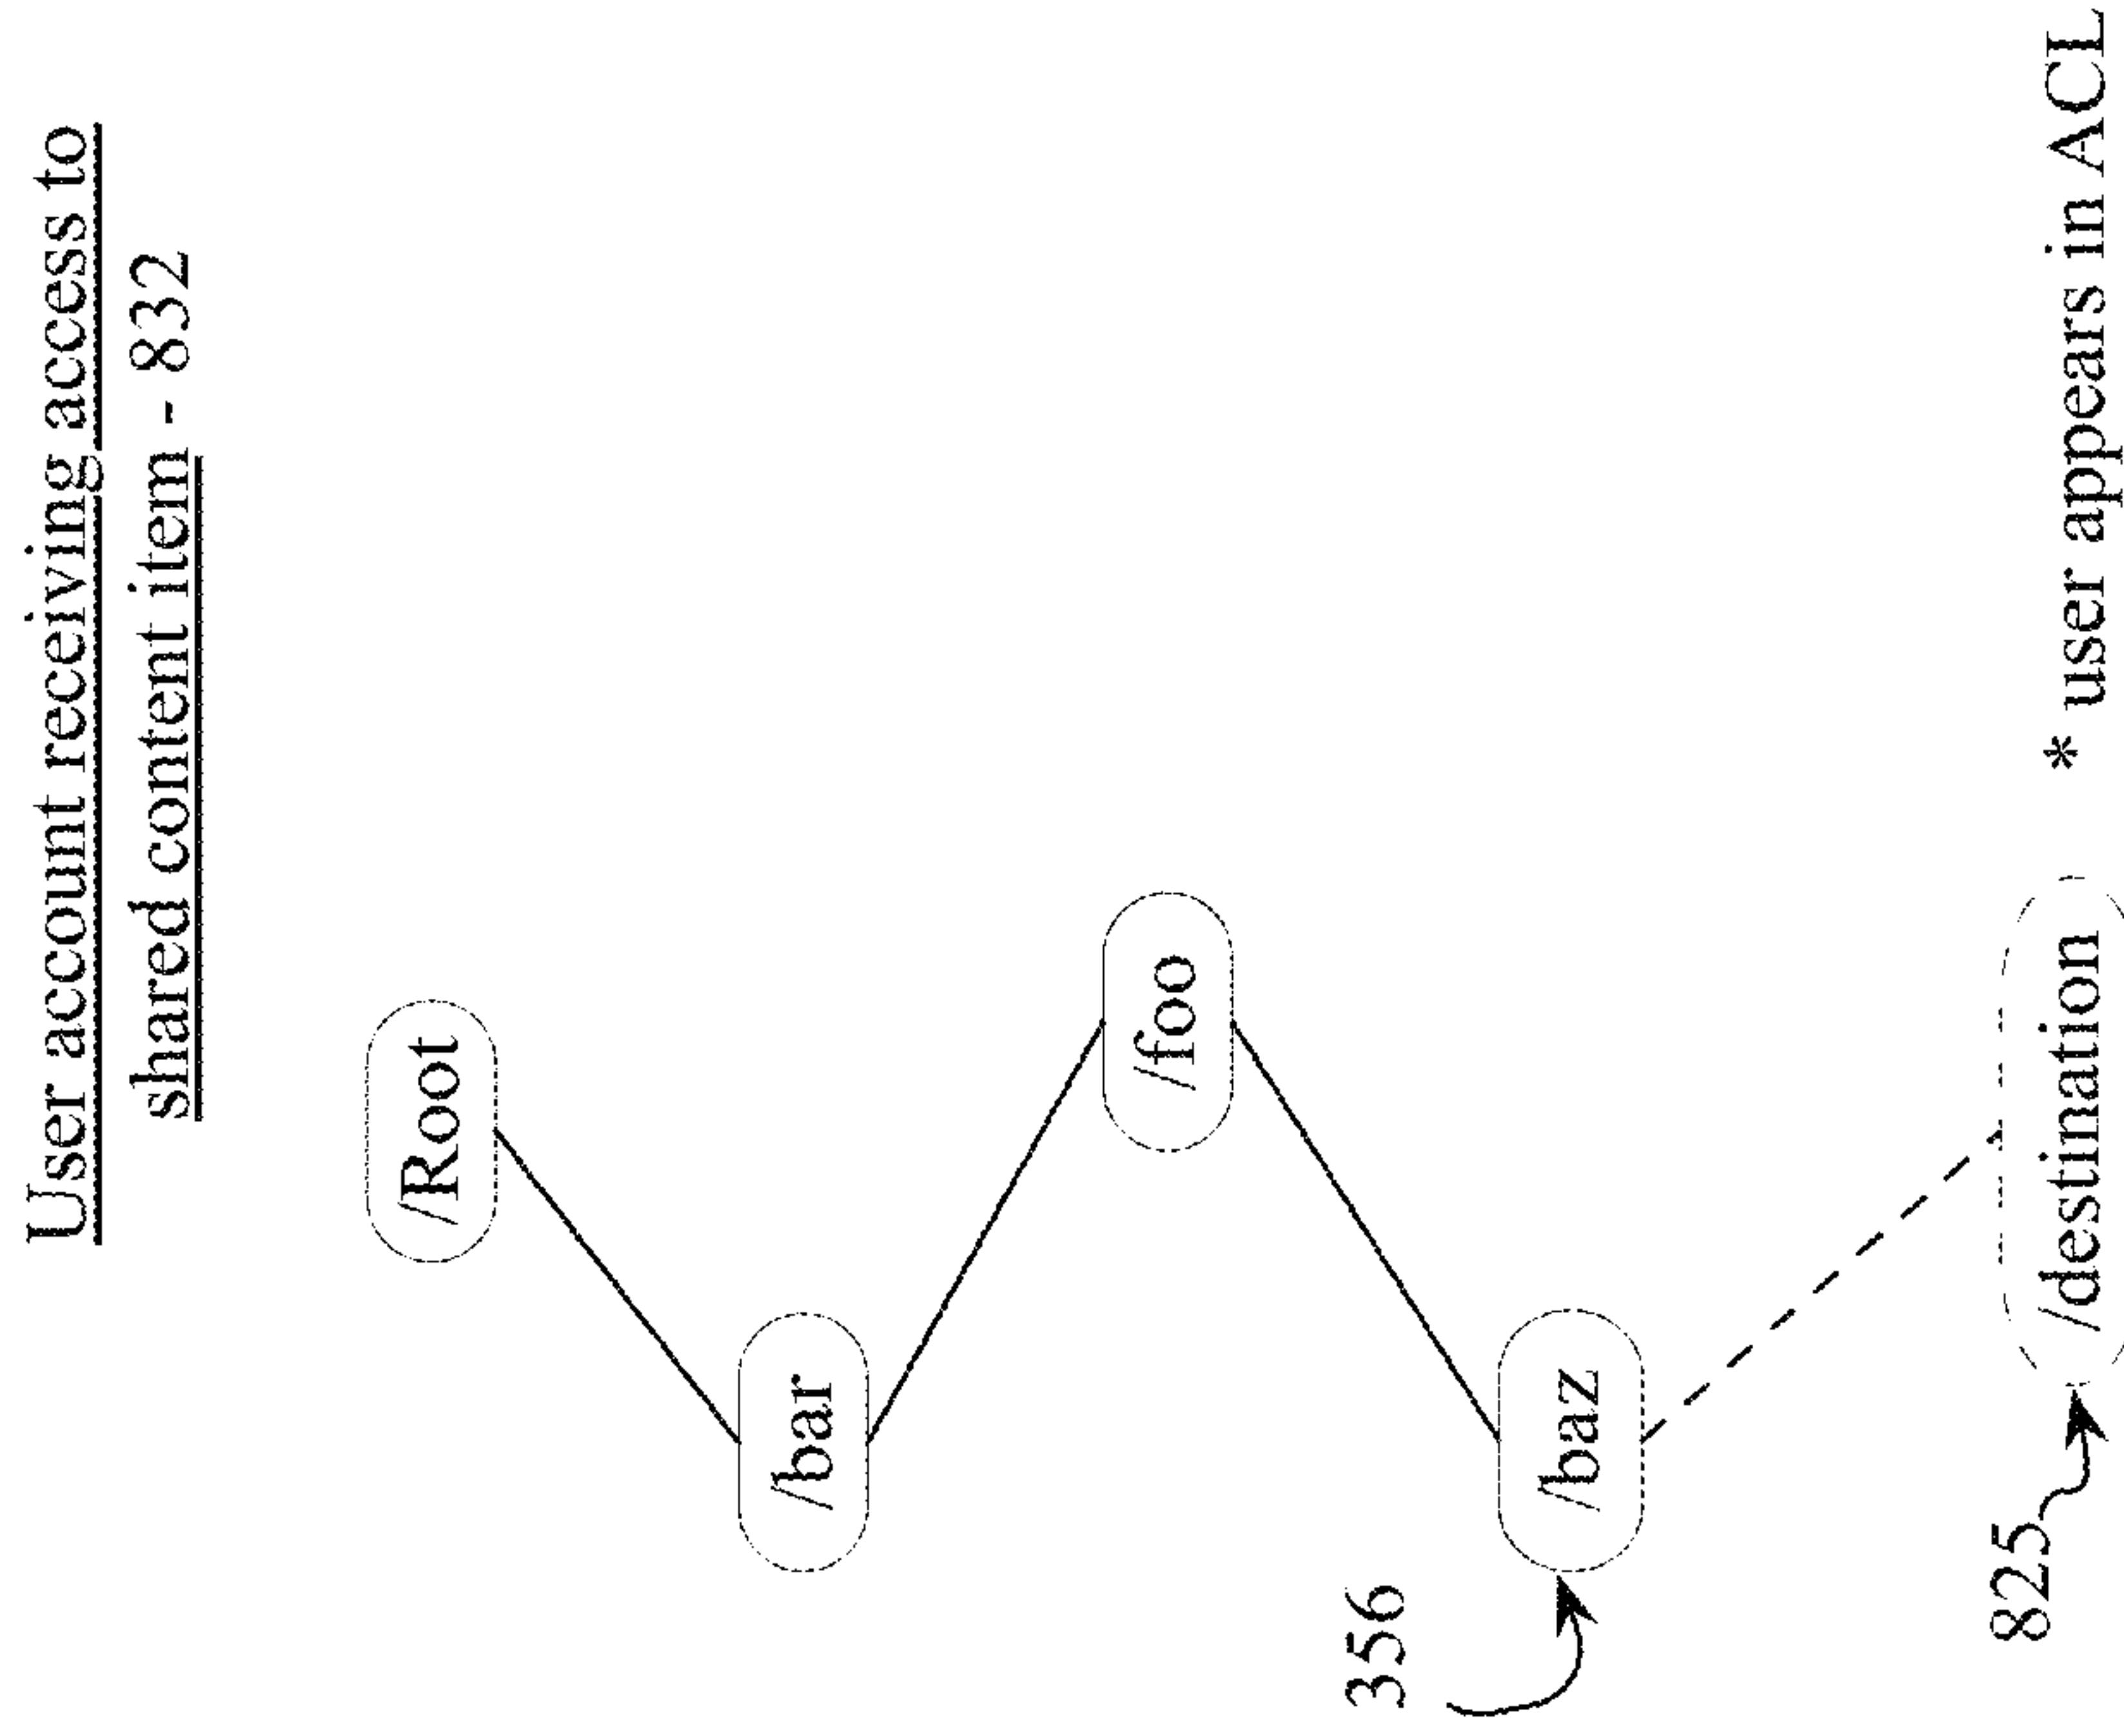 User account receiving access to
shared content item - 832
/Root
/bar
/foo
/baz
356
/destination
825
* user appears in ACL